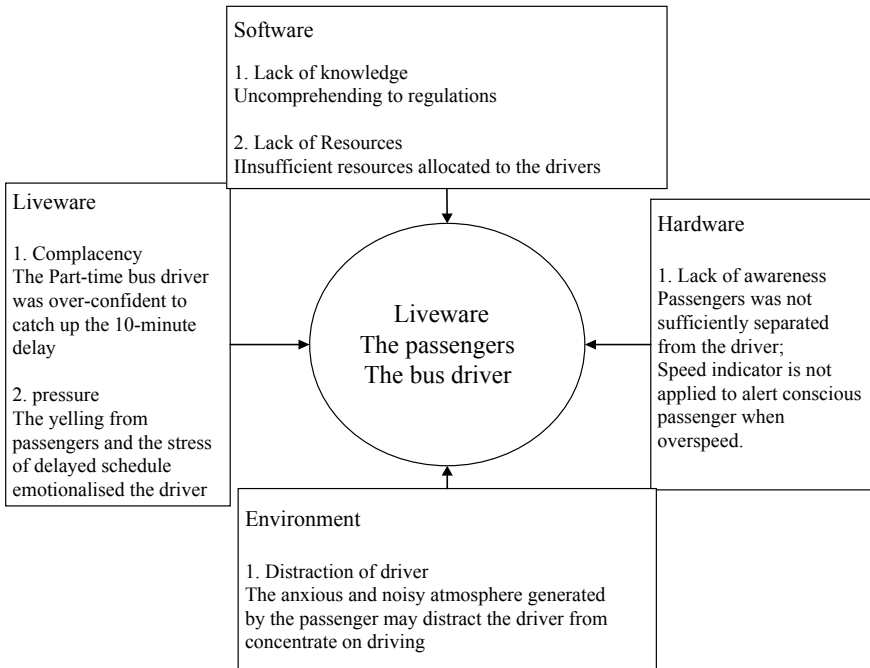 Software
1. Lack of knowledge
Uncomprehending to regulations
2. Lack of Resources
IInsufficient resources allocated to the drivers
Liveware
1. Complacency
The Part-time bus driver
was over-confident to
catch up the 10-minute
delay
2. pressure
The yelling from
passengers and the stress
of delayed schedule
emotionalised the driver
Liveware
The passengers
The bus driver
Hardware
1. Lack of awareness
Passengers was not
sufficiently separated
from the driver;
Speed indicator is not
applied to alert conscious
passenger when
overspeed.
Environment
1. Distraction of driver
The anxious and noisy atmosphere generated
by the passenger may distract the driver from
concentrate on driving